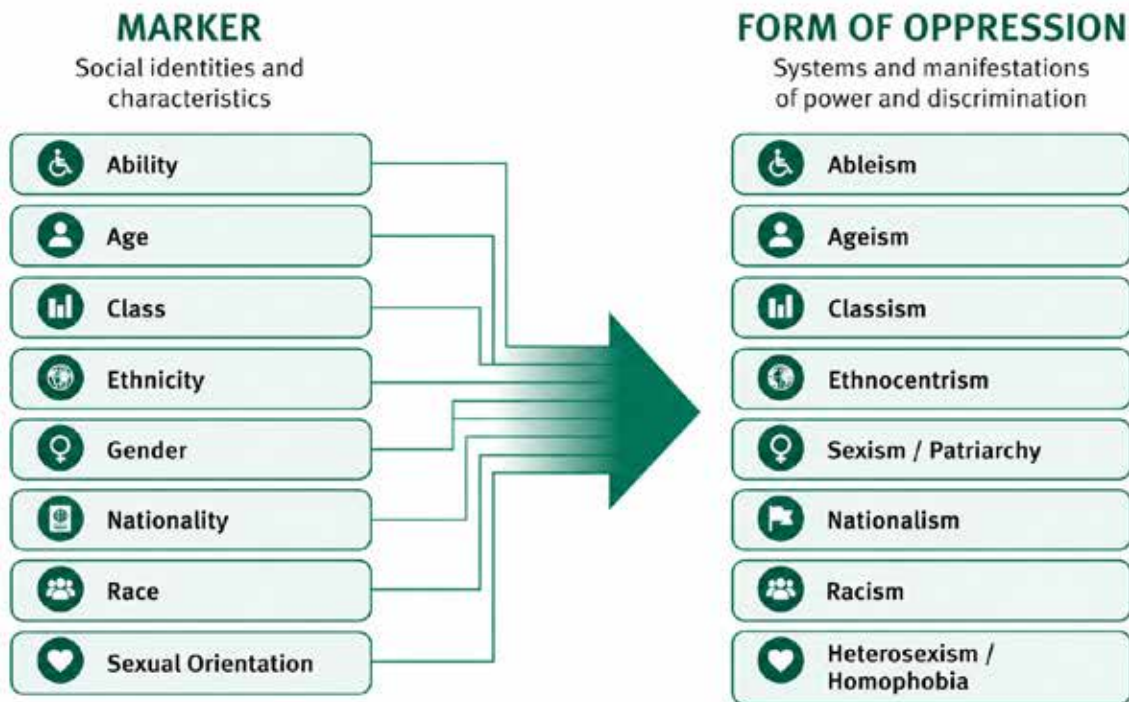 MARKER
Social identities and
characteristics
Ability
Age
Class
Ethnicity
Gender
Nationality
Race
Sexual Orientation
FORM OF OPPRESSION
Systems and manifestations
of power and discrimination
Ableism
Ageism
Classism
Ethnocentrism
Sexism / Patriarchy
Nationalism
Racism
Heterosexism /
Homophobia